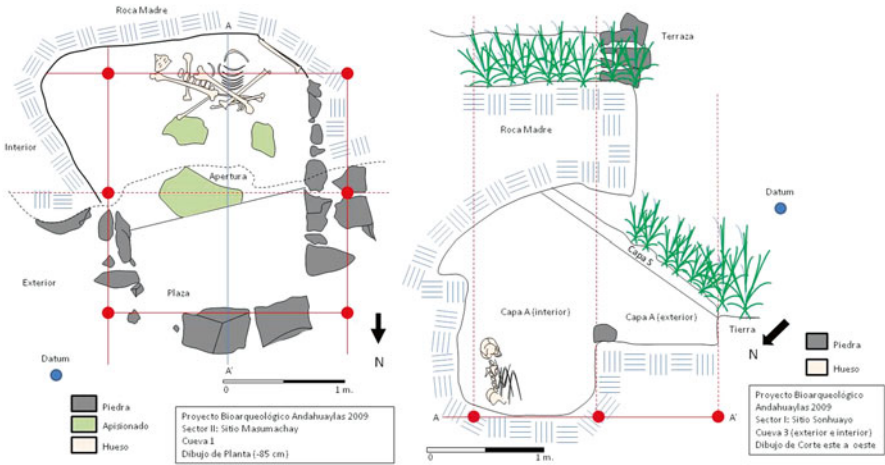 Roca Madre
A
Interior
Apertura
Exterior
Plaza
Datum
N
A'
0
1 m.
Piedra
Apisionado
Hueso
Proyecto Bioarqueológico Andahuaylas 2009
Sector II: Sitio Masumachay
Cueva 1
Dibujo de Planta (-85 cm)
Terraza
Roca Madre
Datum
Capa S
Capa A (interior)
Capa A (exterior)
Tierra
N
Piedra
Hueso
A
A'
0
1 m.
Proyecto Bioarqueológico
Andahuaylas 2009
Sector I: Sitio Sonhuayo
Cueva 3 (exterior e interior)
Dibujo de Corte este a oeste